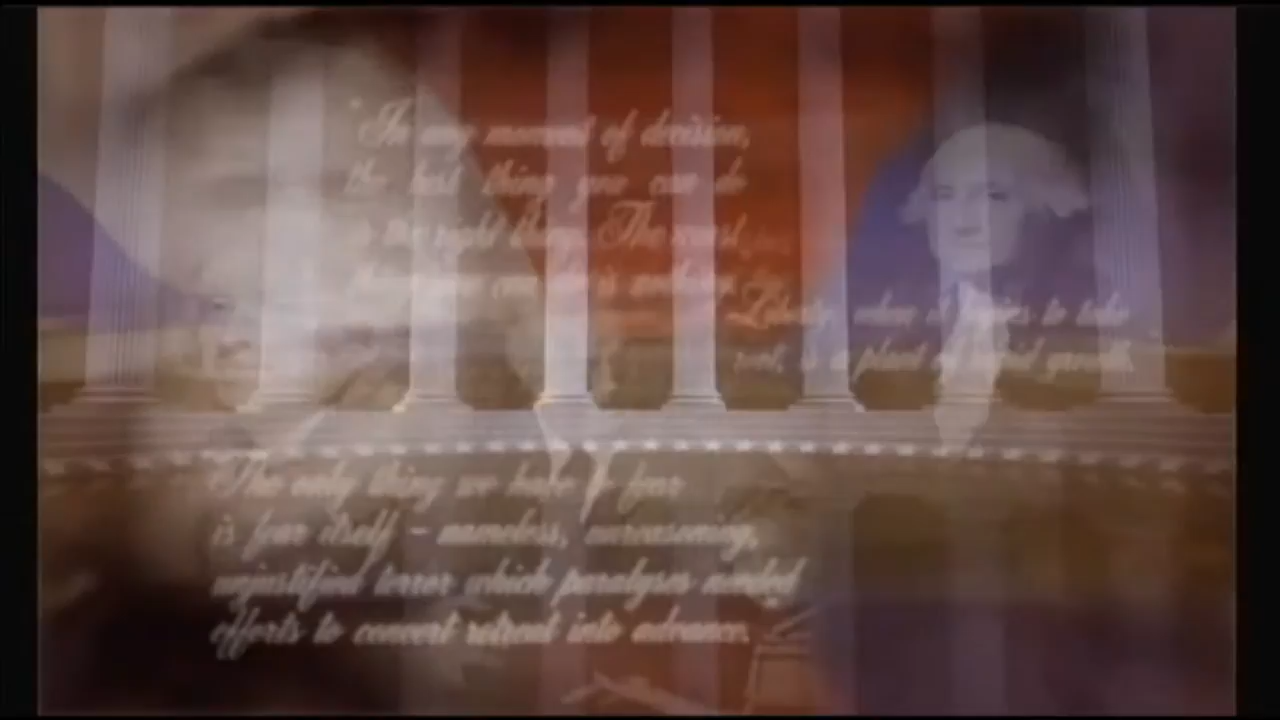 "In any moment of decision,
the best thing you can do
is the right thing. The worst
thing you can do is nothing.
Liberty, when it begins to take
root, is a plant of rapid growth."
"The only thing we have to fear
is fear itself - nameless, unreasoning,
unjustified terror which paralyzes needed
efforts to convert retreat into advance.